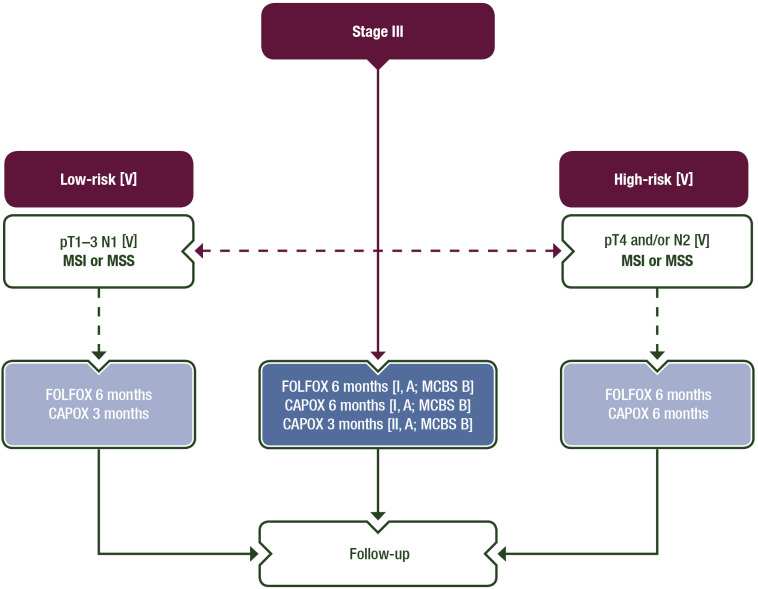 Stage III
Low-risk [V]
High-risk [V]
pT1–3 N1 [V]
MSI or MSS
pT4 and/or N2 [V]
MSI or MSS
FOLFOX 6 months
CAPOX 3 months
FOLFOX 6 months [I, A; MCBS B]
CAPOX 6 months [I, A; MCBS B]
CAPOX 3 months [II, A; MCBS B]
FOLFOX 6 months
CAPOX 6 months
Follow-up